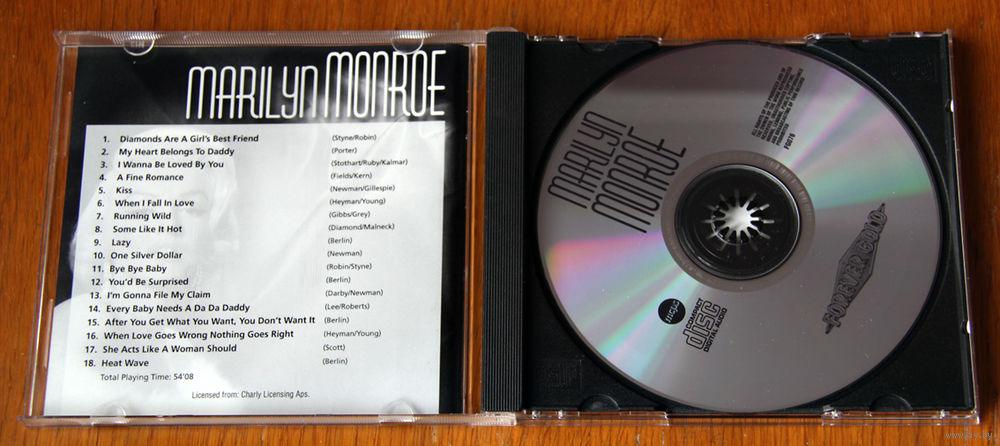 MARILYN MONROE
1. Diamonds Are A Girl's Best Friend (Styne/Robin)
2. My Heart Belongs To Daddy (Porter)
3. I Wanna Be Loved By You (Stothart/Ruby/Kalmar)
4. A Fine Romance (Fields/Kern)
5. Kiss (Newman/Gillespie)
6. When I Fall In Love (Heyman/Young)
7. Running Wild (Gibbs/Grey)
8. Some Like It Hot (Diamond/Malneck)
9. Lazy (Berlin)
10. One Silver Dollar (Newman)
11. Bye Bye Baby (Robin/Styne)
12. You'd Be Surprised (Berlin)
13. I'm Gonna File My Claim (Darby/Newman)
14. Every Baby Needs A Da Da Daddy (Lee/Roberts)
15. After You Get What You Want, You Don't Want It (Berlin)
16. When Love Goes Wrong Nothing Goes Right (Heyman/Young)
17. She Acts Like A Woman Should (Scott)
18. Heat Wave (Berlin)
Total Playing Time: 54'08
Licensed from: Charly Licensing Aps.
MARILYN
MONROE
FOREVER GOLD
COMPACT
disc
DIGITAL AUDIO